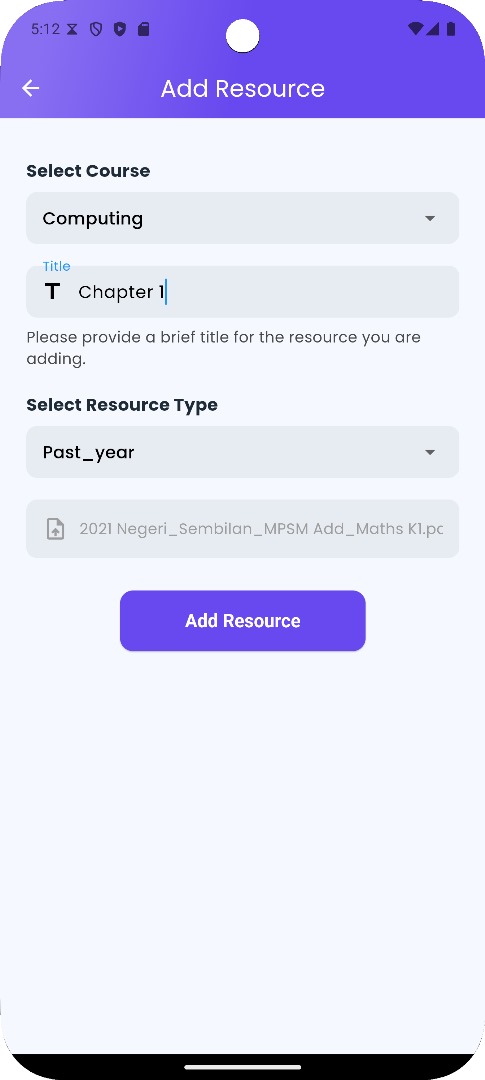 5:12
Add Resource
Select Course
Computing
Title
T Chapter 1
Please provide a brief title for the resource you are
adding.
Select Resource Type
Past_year
2021 Negeri_Sembilan_MPSM Add_Maths K1.pc
Add Resource